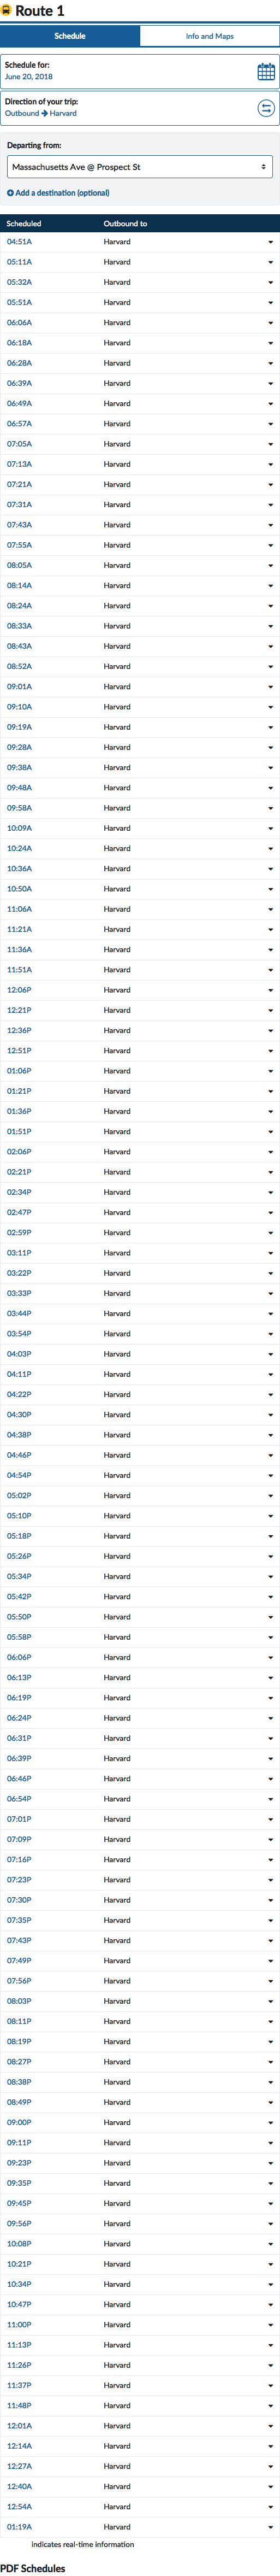 Route 1
Schedule
Info and Maps
Schedule for:
June 20, 2018
Direction of your trip:
Outbound → Harvard
Departing from:
Massachusetts Ave @ Prospect St
Add a destination (optional)
Scheduled Outbound to
04:51A Harvard
05:11A Harvard
05:32A Harvard
05:51A Harvard
06:06A Harvard
06:18A Harvard
06:28A Harvard
06:39A Harvard
06:49A Harvard
06:57A Harvard
07:05A Harvard
07:13A Harvard
07:21A Harvard
07:31A Harvard
07:43A Harvard
07:55A Harvard
08:05A Harvard
08:14A Harvard
08:24A Harvard
08:33A Harvard
08:43A Harvard
08:52A Harvard
09:01A Harvard
09:10A Harvard
09:19A Harvard
09:28A Harvard
09:38A Harvard
09:48A Harvard
09:58A Harvard
10:09A Harvard
10:24A Harvard
10:36A Harvard
10:50A Harvard
11:06A Harvard
11:21A Harvard
11:36A Harvard
11:51A Harvard
12:06P Harvard
12:21P Harvard
12:36P Harvard
12:51P Harvard
01:06P Harvard
01:21P Harvard
01:36P Harvard
01:51P Harvard
02:06P Harvard
02:21P Harvard
02:34P Harvard
02:47P Harvard
02:59P Harvard
03:11P Harvard
03:22P Harvard
03:33P Harvard
03:44P Harvard
03:54P Harvard
04:03P Harvard
04:11P Harvard
04:22P Harvard
04:30P Harvard
04:38P Harvard
04:46P Harvard
04:54P Harvard
05:02P Harvard
05:10P Harvard
05:18P Harvard
05:26P Harvard
05:34P Harvard
05:42P Harvard
05:50P Harvard
05:58P Harvard
06:06P Harvard
06:13P Harvard
06:19P Harvard
06:24P Harvard
06:31P Harvard
06:39P Harvard
06:46P Harvard
06:54P Harvard
07:01P Harvard
07:09P Harvard
07:16P Harvard
07:23P Harvard
07:30P Harvard
07:35P Harvard
07:43P Harvard
07:49P Harvard
07:56P Harvard
08:03P Harvard
08:11P Harvard
08:19P Harvard
08:27P Harvard
08:38P Harvard
08:49P Harvard
09:00P Harvard
09:11P Harvard
09:23P Harvard
09:35P Harvard
09:45P Harvard
09:56P Harvard
10:08P Harvard
10:21P Harvard
10:34P Harvard
10:47P Harvard
11:00P Harvard
11:13P Harvard
11:26P Harvard
11:37P Harvard
11:48P Harvard
12:01A Harvard
12:14A Harvard
12:27A Harvard
12:40A Harvard
12:54A Harvard
01:19A Harvard
indicates real-time information
PDF Schedules